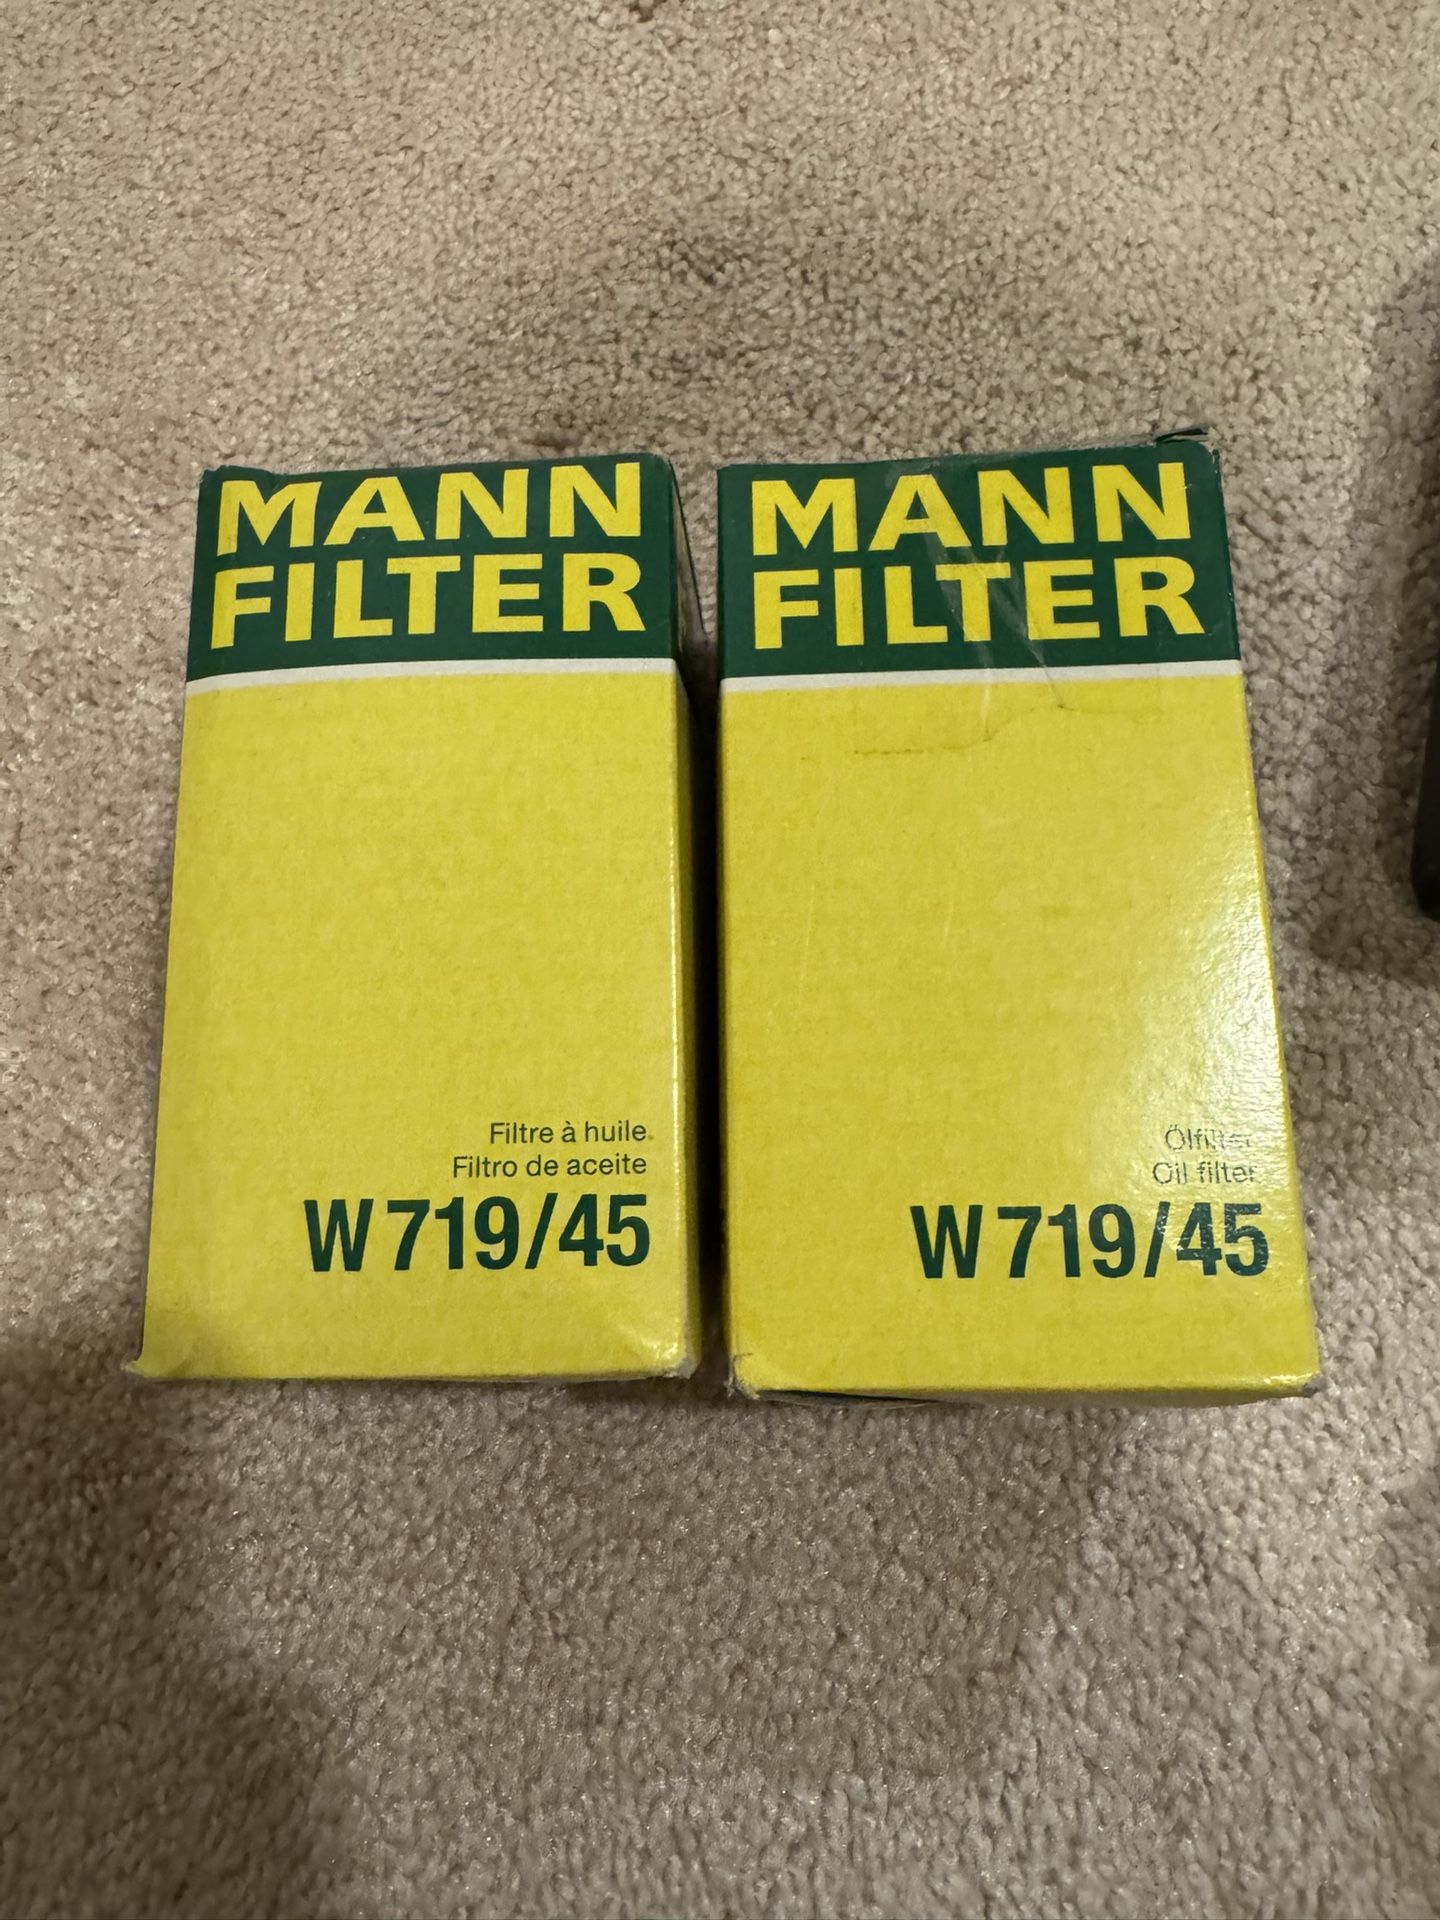 MANN
FILTER
Filtre à huile
Filtro de aceite
W 719/45
MANN
FILTER
Ölfilter
Oil filter
W 719/45